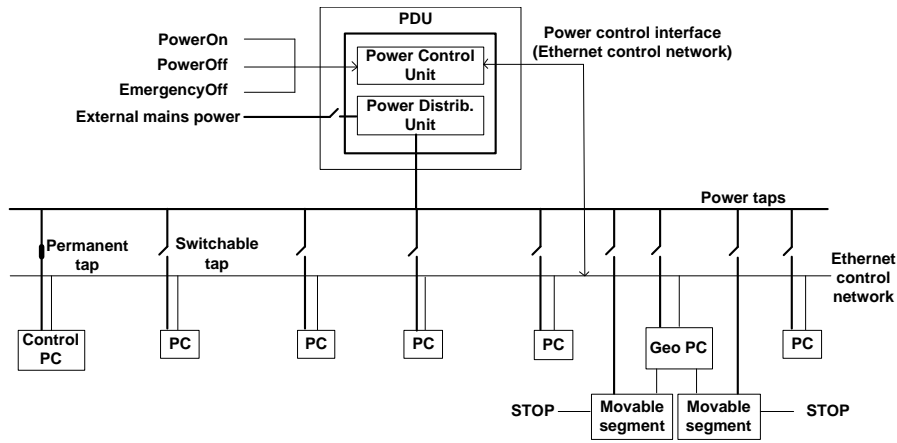 PDU
PowerOn
PowerOff
EmergencyOff
External mains power
Power Control
Unit
Power Distrib.
Unit
Power control interface
(Ethernet control network)
Power taps
Permanent
tap
Switchable
tap
Ethernet
control
network
Control
PC
PC
PC
PC
PC
Geo PC
PC
STOP
Movable
segment
Movable
segment
STOP